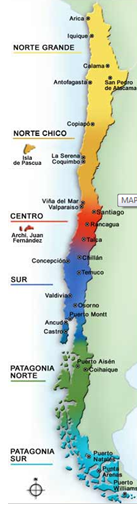 Arica
Iquique
NORTE GRANDE
Calama
Antofagasta
San Pedro
de Atacama
NORTE CHICO
Copiapó
Isla
de Pascua
La Serena
Coquimbo
Viña del Mar
Valparaíso
MAP
Santiago
CENTRO
Rancagua
Archi. Juan
Fernández
Talca
Chillán
Concepción
Temuco
SUR
Valdivia
Osorno
Puerto Montt
Ancud
Castro
PATAGONIA
NORTE
Puerto Aisén
Coihaique
PATAGONIA
SUR
Puerto
Natales
Punta
Arenas
Puerto
Williams